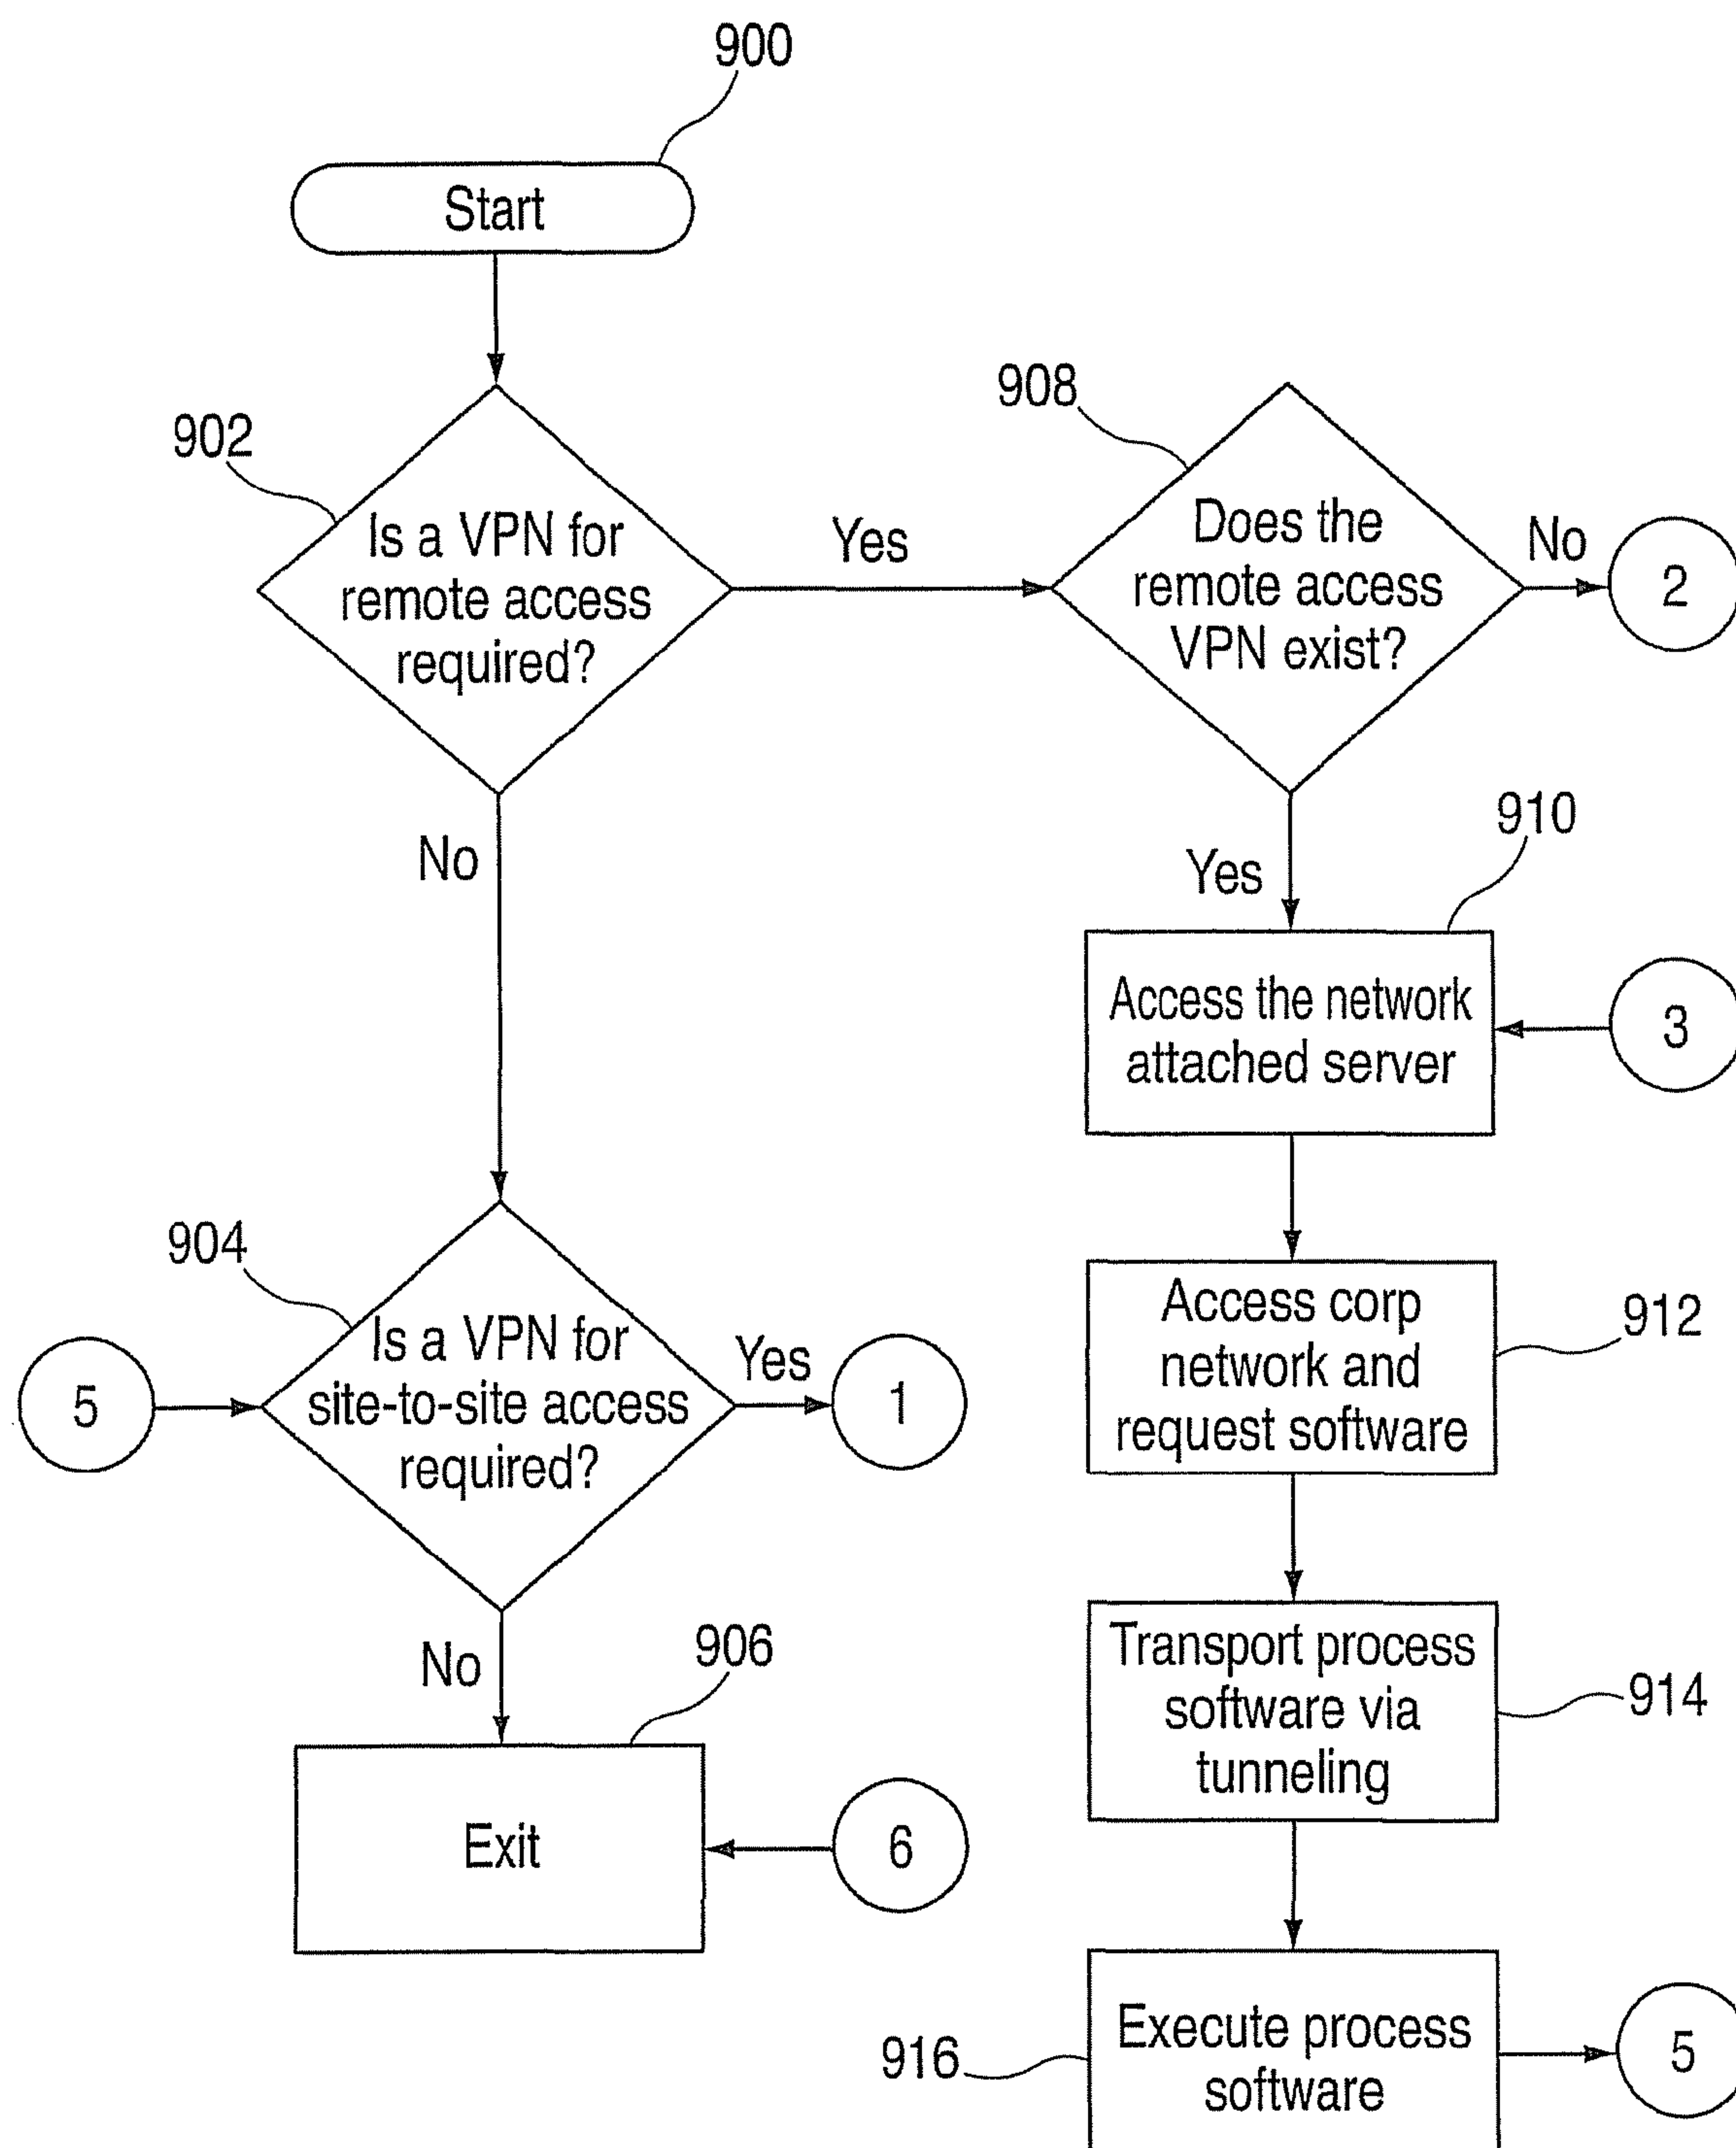 900
Start
902
Is a VPN for
remote access
required?
Yes
908
Does the
remote access
VPN exist?
No
2
No
Yes
910
Access the network
attached server
3
904
5
Is a VPN for
site-to-site access
required?
Yes
1
Access corp
network and
request software
912
No
906
Exit
6
Transport process
software via
tunneling
914
916
Execute process
software
5